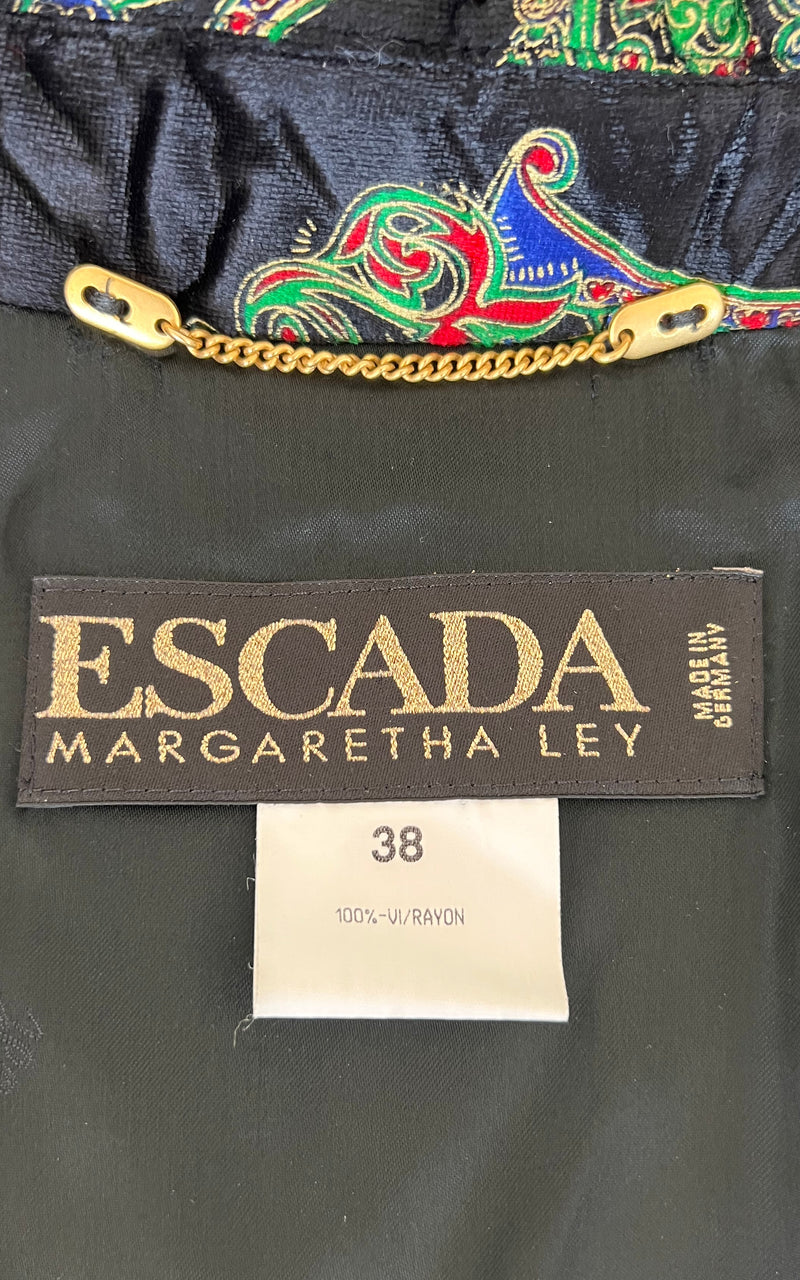 ESCADA
MARGARETHA LEY
MADE IN
GERMANY
38
100%-VI/RAYON